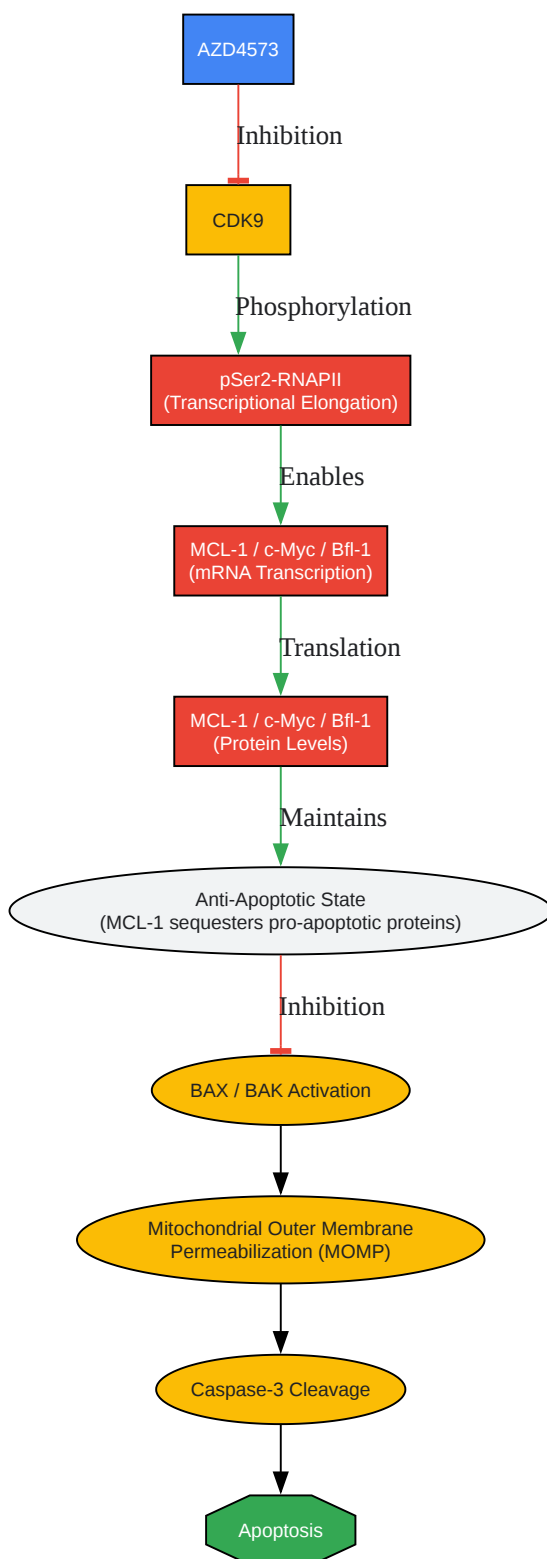 AZD4573
Inhibition
CDK9
Phosphorylation
pSer2-RNAPII
(Transcriptional Elongation)
Enables
MCL-1 / c-Myc / Bfl-1
(mRNA Transcription)
Translation
MCL-1 / c-Myc / Bfl-1
(Protein Levels)
Maintains
Anti-Apoptotic State
(MCL-1 sequesters pro-apoptotic proteins)
Inhibition
BAX / BAK Activation
Mitochondrial Outer Membrane
Permeabilization (MOMP)
Caspase-3 Cleavage
Apoptosis